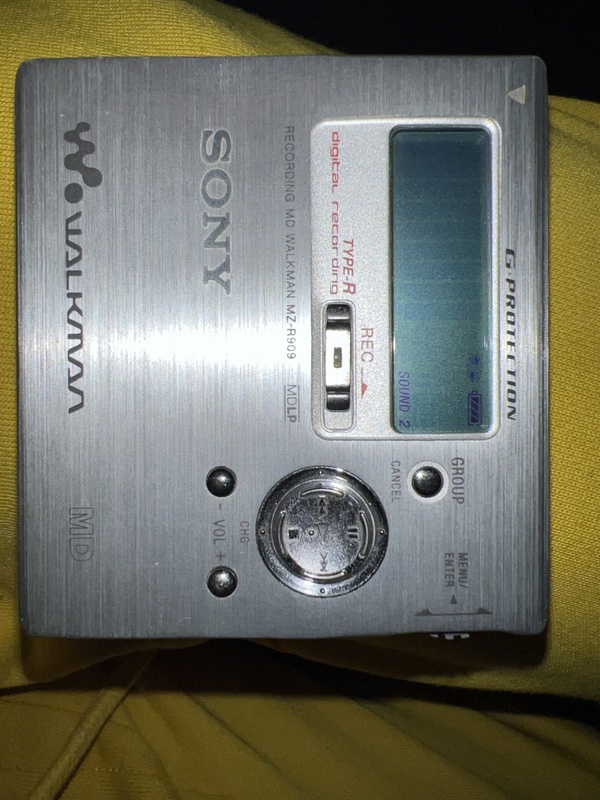 G-PROTECTION
SOUND 2
REC
TYPE-R
digital recording
GROUP
CANCEL
MENU/
ENTER
RECORDING MD WALKMAN MZ-R909 MDLP
SONY
CHG
- VOL +
WALKMAN
MD